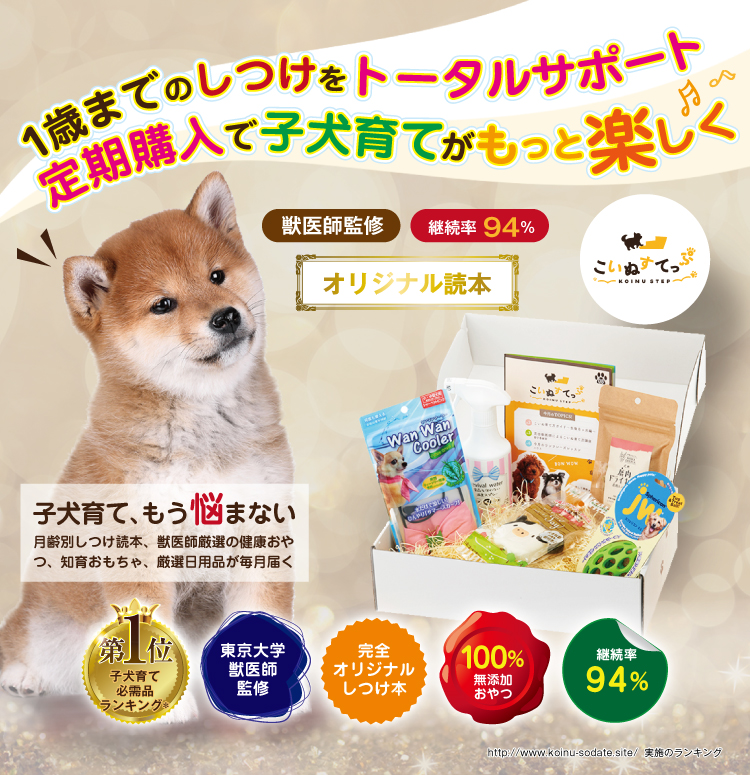 1歳までのしつけをトータルサポート
定期購入で子犬育てがもっと楽しく
獣医師監修
継続率 94%
オリジナル読本
こいぬすてっぷ
KOINU STEP
こいぬすてっぷ
Wan Wan
Cooler
jw
子犬育て、もう悩まない
月齢別しつけ読本、獣医師厳選の健康おや
つ、知育おもちゃ、厳選日用品が毎月届く
第1位
子犬育て
必需品
ランキング※
東京大学
獣医師
監修
完全
オリジナル
しつけ本
100%
無添加
おやつ
継続率
94%
http://www.koinu-sodate.site/ 実施のランキング